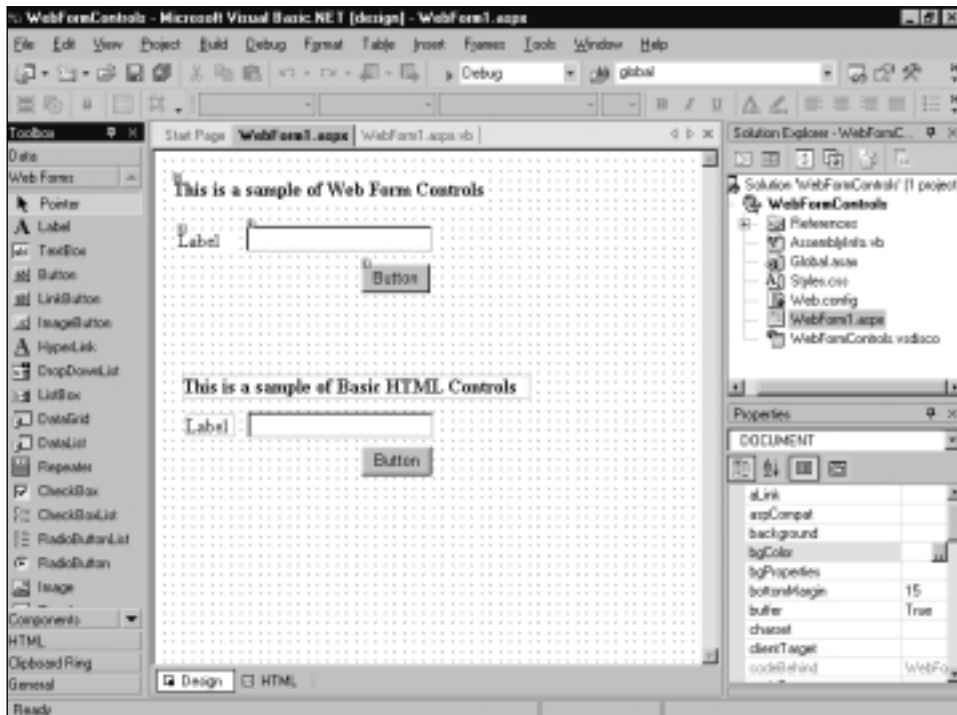 WebFormControls - Microsoft Visual Basic.NET [design] - WebForm1.aspx
File Edit View Project Build Debug Format Table Insert Frames Tools Window Help
Debug global
B I U A
Toolbox
Data
Web Forms
Pointer
A Label
TextBox
Button
LinkButton
ImageButton
A HyperLink
DropDownList
ListBox
DataGrid
DataList
Repeater
CheckBox
CheckBoxList
RadioButtonList
RadioButton
Image
Components
HTML
Clipboard Ring
General
Start Page WebForm1.aspx WebForm1.aspx.vb
This is a sample of Web Form Controls
Label
Button
This is a sample of Basic HTML Controls
Label
Button
Design HTML
Solution Explorer - WebFormC...
Solution 'WebFormControls' (1 project
WebFormControls
References
AssemblyInfo.vb
Global.asax
Styles.css
Web.config
WebForm1.aspx
WebFormControls.vsdisco
Properties
DOCUMENT
aLink
aspCompat
background
bgColor ...
bgProperties
bottomMargin 15
buffer True
charset
clientTarget
codeBehind WebFo
Ready